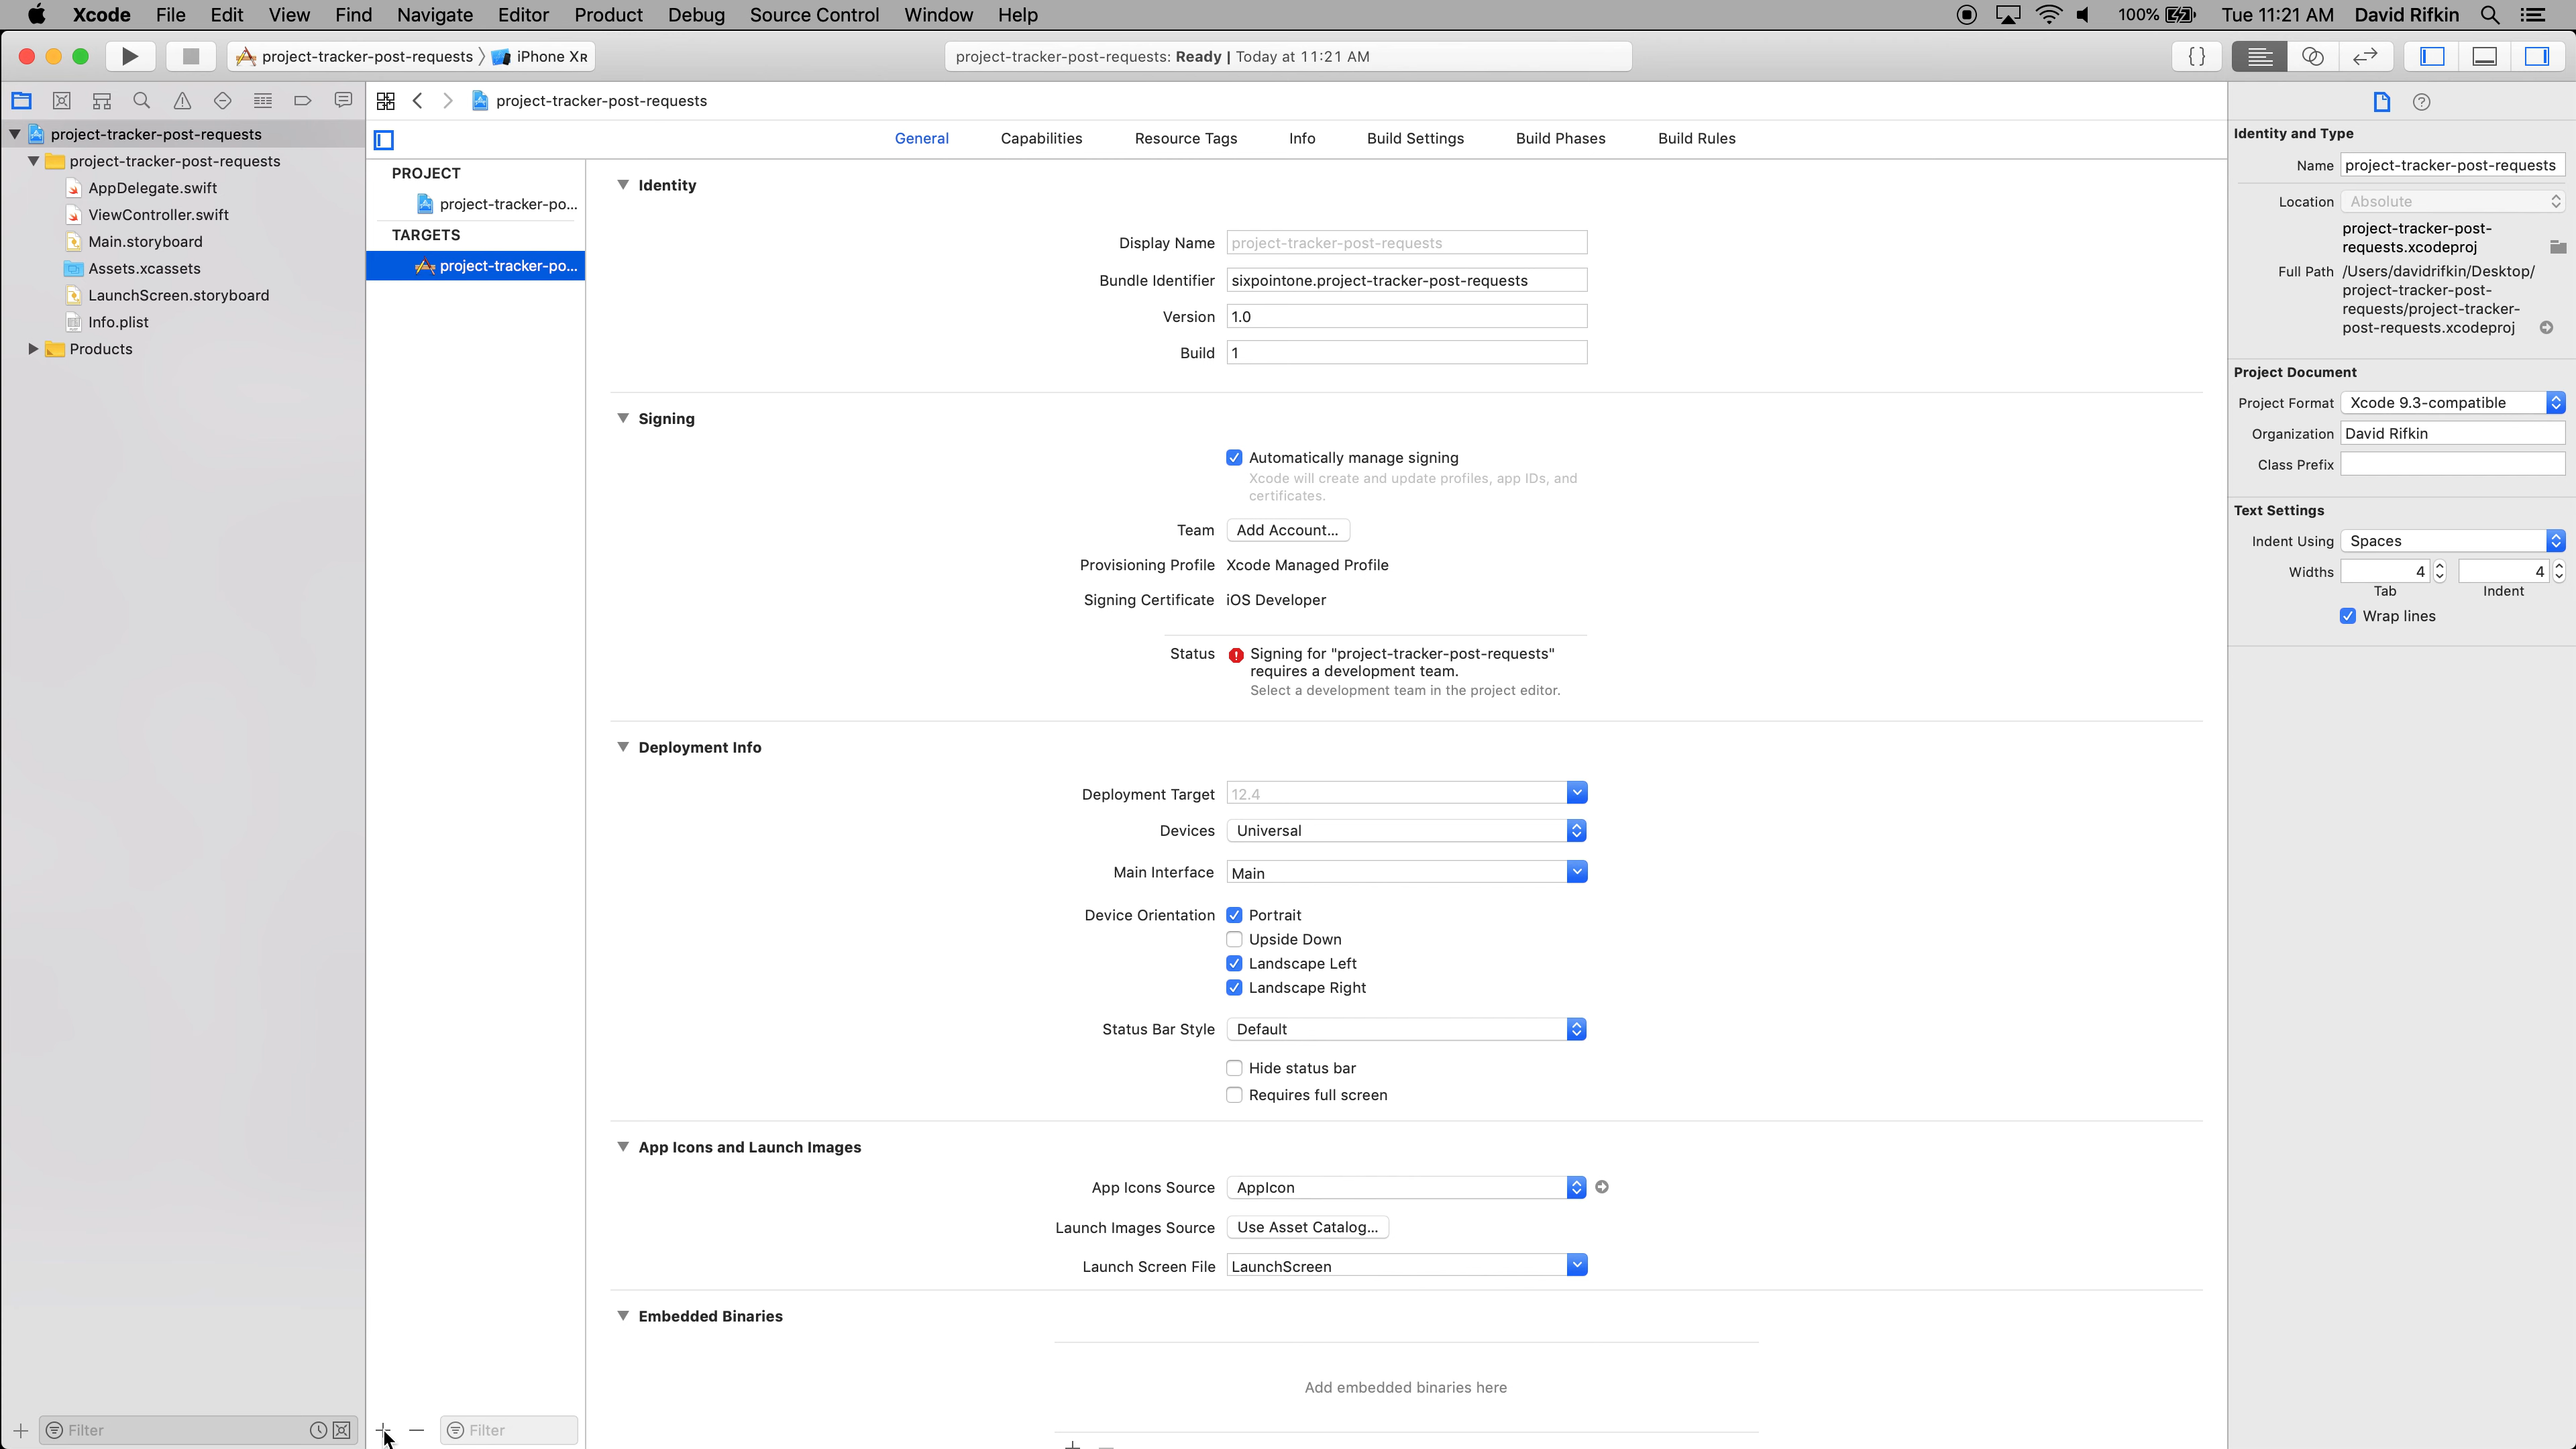 Xcode File Edit View Find Navigate Editor Product Debug Source Control Window Help 100% Tue 11:21 AM David Rifkin
project-tracker-post-requests iPhone XR project-tracker-post-requests: Ready | Today at 11:21 AM
project-tracker-post-requests
project-tracker-post-requests
AppDelegate.swift
ViewController.swift
Main.storyboard
Assets.xcassets
LaunchScreen.storyboard
Info.plist
Products
Filter
project-tracker-post-requests
General Capabilities Resource Tags Info Build Settings Build Phases Build Rules
PROJECT
project-tracker-po...
TARGETS
project-tracker-po...
Filter
Identity
Display Name project-tracker-post-requests
Bundle Identifier sixpointone.project-tracker-post-requests
Version 1.0
Build 1
Signing
Automatically manage signing
Xcode will create and update profiles, app IDs, and
certificates.
Team Add Account...
Provisioning Profile Xcode Managed Profile
Signing Certificate iOS Developer
Status Signing for "project-tracker-post-requests"
requires a development team.
Select a development team in the project editor.
Deployment Info
Deployment Target 12.4
Devices Universal
Main Interface Main
Device Orientation Portrait
Upside Down
Landscape Left
Landscape Right
Status Bar Style Default
Hide status bar
Requires full screen
App Icons and Launch Images
App Icons Source AppIcon
Launch Images Source Use Asset Catalog...
Launch Screen File LaunchScreen
Embedded Binaries
Add embedded binaries here
Identity and Type
Name project-tracker-post-requests
Location Absolute
project-tracker-post-
requests.xcodeproj
Full Path /Users/davidrifkin/Desktop/
project-tracker-post-
requests/project-tracker-
post-requests.xcodeproj
Project Document
Project Format Xcode 9.3-compatible
Organization David Rifkin
Class Prefix
Text Settings
Indent Using Spaces
Widths 4 4
Tab Indent
Wrap lines